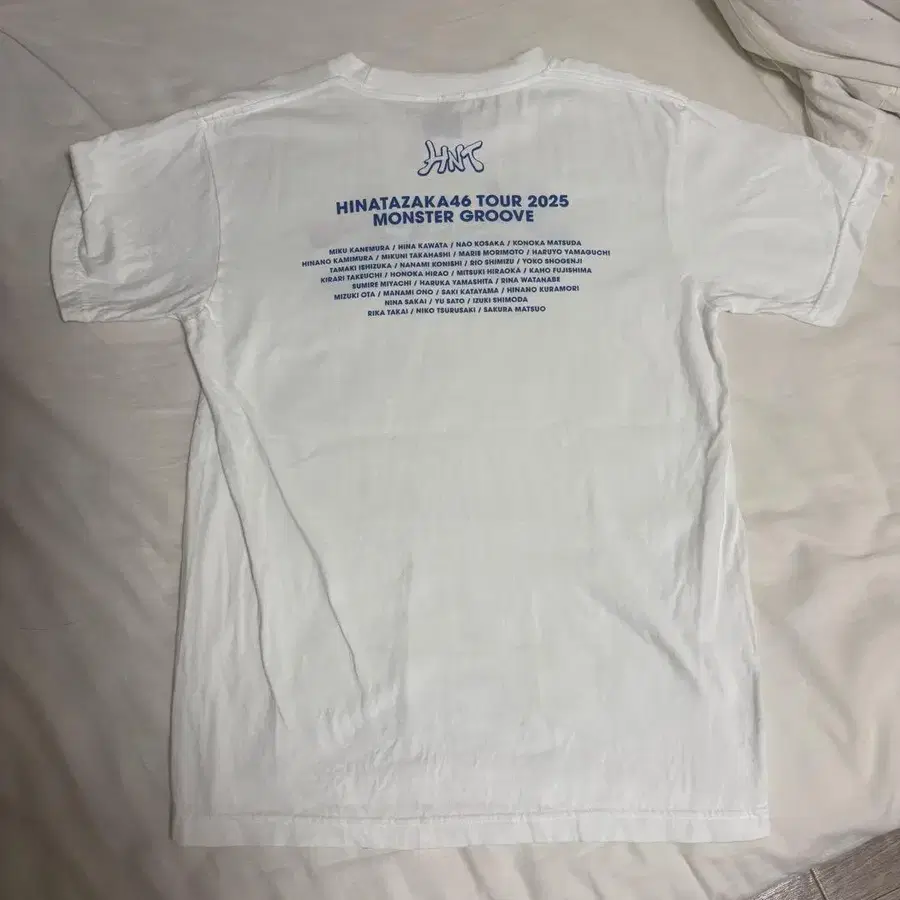 HNT
HINATAZAKA46 TOUR 2025
MONSTER GROOVE
MIKU KANEMURA / HINA KAWATA / NAO KOSAKA / KONOKA MATSUDA
HINANO KAMIMURA / MIKUNI TAKAHASHI / MARIE MORIMOTO / HARUYO YAMAGUCHI
TAMAKI ISHIZUKA / NANAMI KONISHI / RIO SHIMIZU / YOKO SHOGENJI
KIRARI TAKEUCHI / HONOKA HIRAO / MITSUKI HIRAOKA / KAHO FUJISHIMA
SUMIRE MIYACHI / HARUKA YAMASHITA / RINA WATANABE
MIZUKI OTA / MANAMI ONO / SAKI KATAYAMA / HINANO KURAMORI
NINA SAKAI / YU SATO / IZUKI SHIMODA
RIKA TAKAI / NIKO TSURUSAKI / SAKURA MATSUO